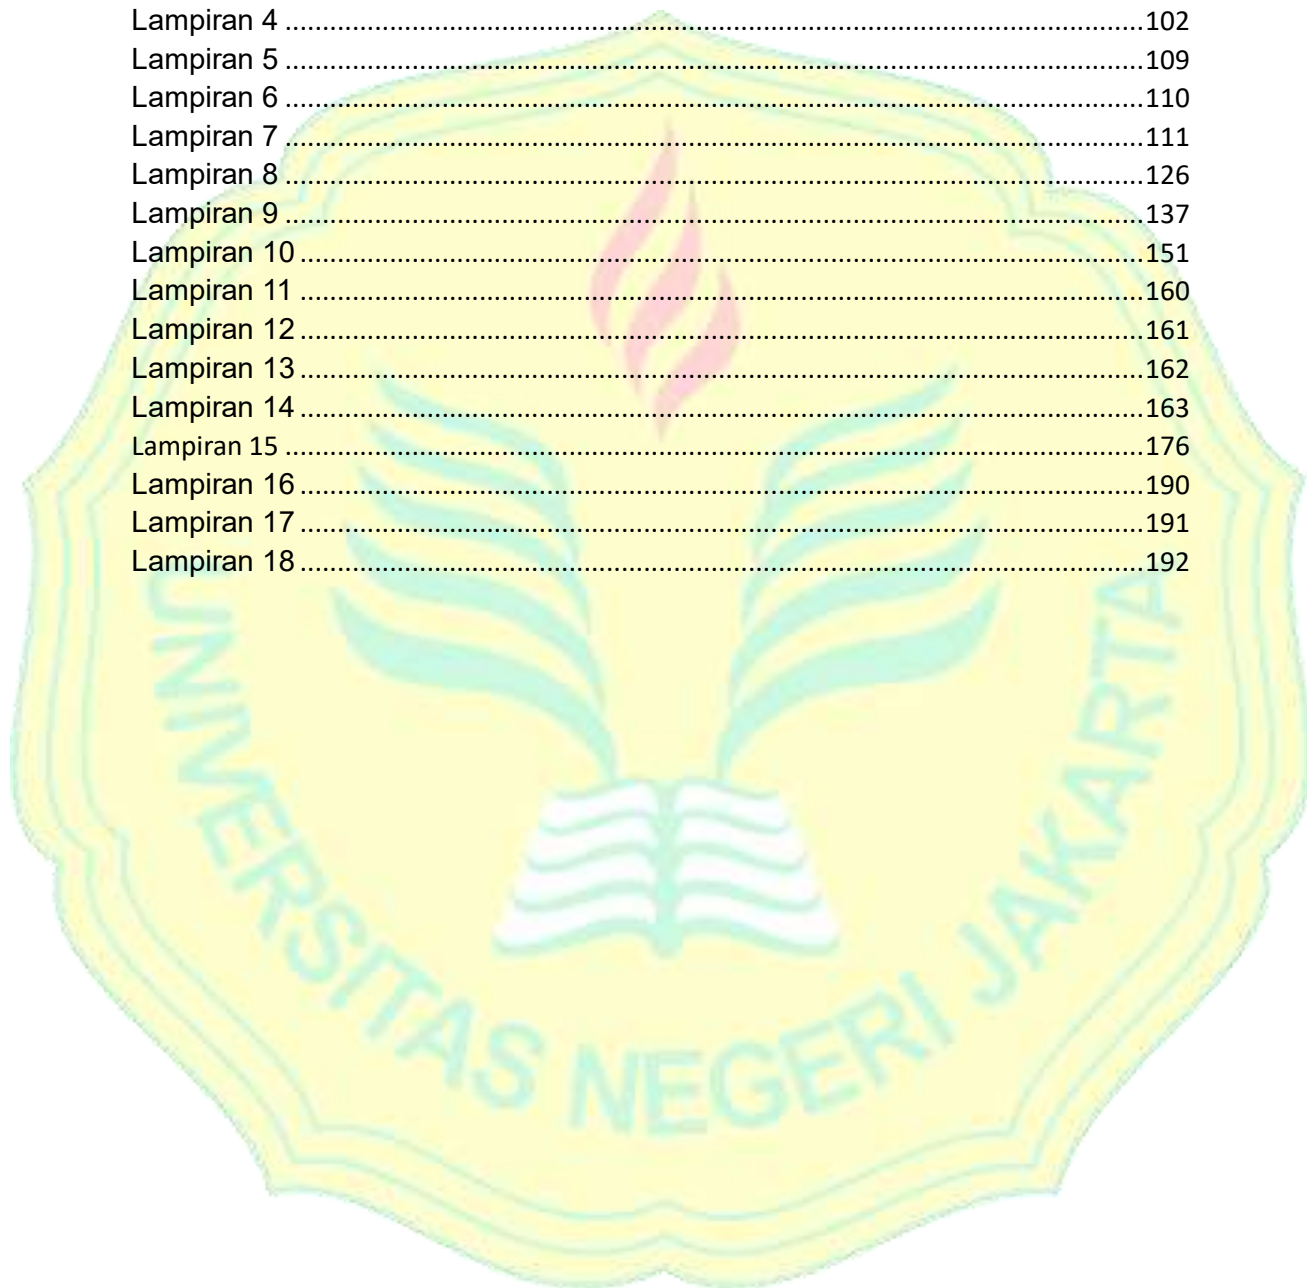 Lampiran 4 ........................................................................................................102
Lampiran 5 ........................................................................................................109
Lampiran 6 ........................................................................................................110
Lampiran 7 ........................................................................................................111
Lampiran 8 ........................................................................................................126
Lampiran 9 ........................................................................................................137
Lampiran 10 ......................................................................................................151
Lampiran 11 ......................................................................................................160
Lampiran 12 ......................................................................................................161
Lampiran 13 ......................................................................................................162
Lampiran 14 ......................................................................................................163
Lampiran 15 ......................................................................................................176
Lampiran 16 ......................................................................................................190
Lampiran 17 ......................................................................................................191
Lampiran 18 ......................................................................................................192
UNIVERSITAS NEGERI JAKARTA